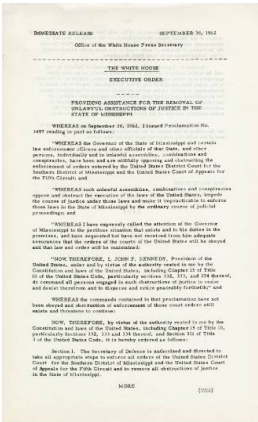 IMMEDIATE RELEASE SEPTEMBER 30, 1962
Office of the White House Press Secretary
THE WHITE HOUSE
EXECUTIVE ORDER
PROVIDING ASSISTANCE FOR THE REMOVAL OF
UNLAWFUL OBSTRUCTIONS OF JUSTICE IN THE
STATE OF MISSISSIPPI
WHEREAS on September 30, 1962, I issued Proclamation No.
3497 reading in part as follows:
"WHEREAS the Governor of the State of Mississippi and certain
law enforcement officers and other officials of that State, and other
persons, individually and in unlawful assemblies, combinations and
conspiracies, have been and are willfully opposing and obstructing the
enforcement of orders entered by the United States District Court for the
Southern District of Mississippi and the United States Court of Appeals for
the Fifth Circuit; and
"WHEREAS such unlawful assemblies, combinations and conspiracies
oppose and obstruct the execution of the laws of the United States, impede
the course of justice under those laws and make it impracticable to enforce
those laws in the State of Mississippi by the ordinary course of judicial
proceedings; and
"WHEREAS I have expressly called the attention of the Governor
of Mississippi to the perilous situation that exists and to his duties in the
premises, and have requested but have not received from him adequate
assurances that the orders of the courts of the United States will be obeyed
and that law and order will be maintained:
"NOW, THEREFORE, I, JOHN F. KENNEDY, President of the
United States, under and by virtue of the authority vested in me by the
Constitution and laws of the United States, including Chapter 15 of Title
10 of the United States Code, particularly sections 332, 333 and 334 thereof,
do command all persons engaged in such obstructions of justice to cease
and desist therefrom and to disperse and retire peaceably forthwith;" and
WHEREAS the commands contained in that proclamation have not
been obeyed and obstruction of enforcement of those court orders still
exists and threatens to continue:
NOW, THEREFORE, by virtue of the authority vested in me by the
Constitution and laws of the United States, including Chapter 15 of Title 10,
particularly Sections 332, 333 and 334 thereof, and Section 301 of Title
3 of the United States Code, it is hereby ordered as follows:
Section 1. The Secretary of Defense is authorized and directed to
take all appropriate steps to enforce all orders of the United States District
Court for the Southern District of Mississippi and the United States Court
of Appeals for the Fifth Circuit and to remove all obstructions of justice
in the State of Mississippi.
MORE